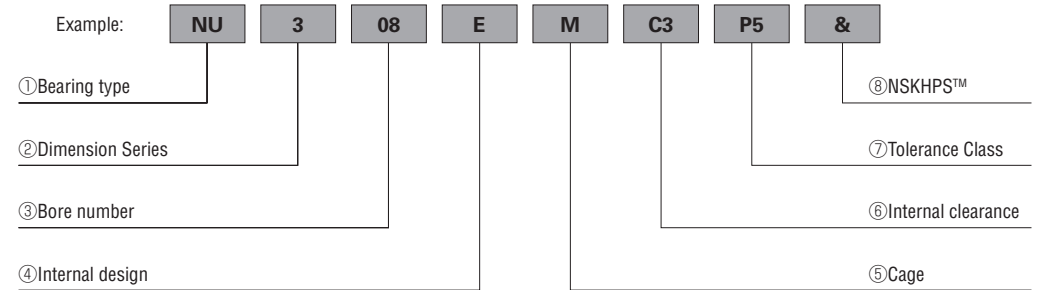 Example: NU 3 08 E M C3 P5 &
①Bearing type ⑧NSKHPS™
②Dimension Series ⑦Tolerance Class
③Bore number ⑥Internal clearance
④Internal design ⑤Cage